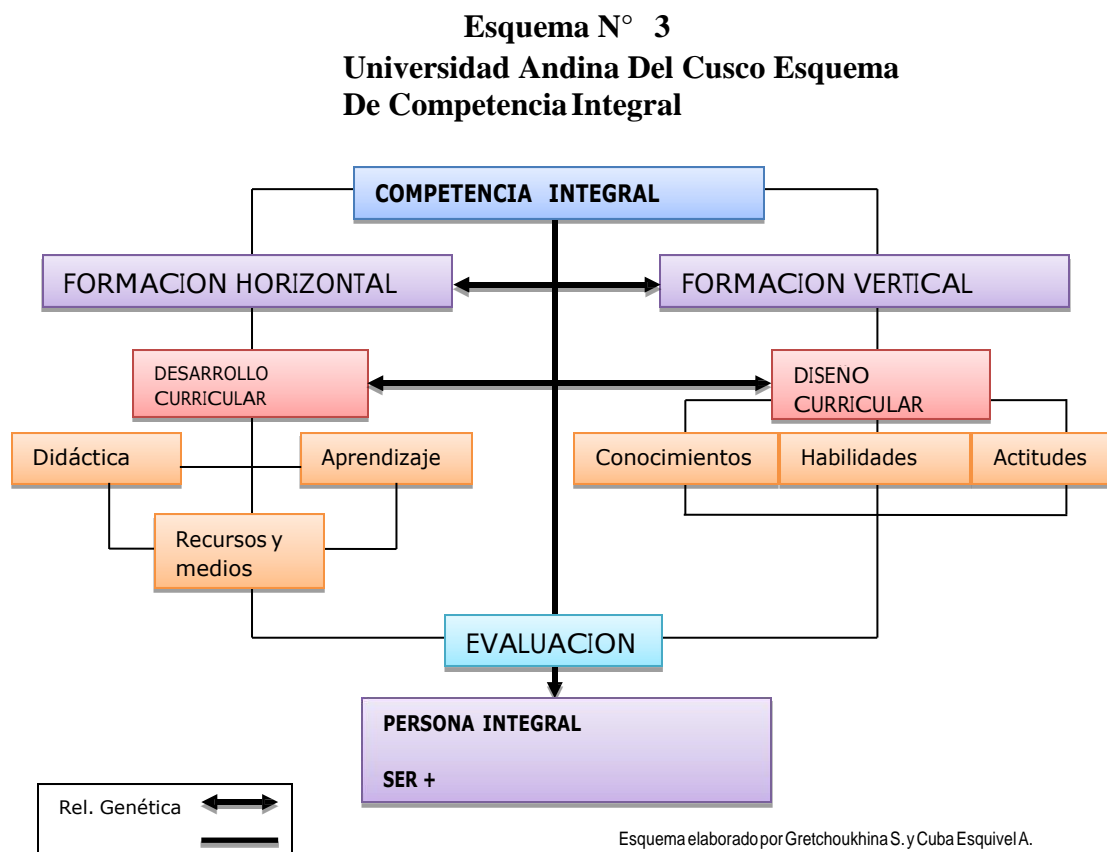 Esquema N° 3
Universidad Andina Del Cusco Esquema
De Competencia Integral
COMPETENCIA INTEGRAL
FORMACION HORIZONTAL
FORMACION VERTICAL
DESARROLLO
CURRICULAR
DISENO
CURRICULAR
Didáctica
Aprendizaje
Conocimientos
Habilidades
Actitudes
Recursos y
medios
EVALUACION
PERSONA INTEGRAL
SER +
Rel. Genética
Esquema elaborado por Gretchoukhina S. y Cuba Esquivel A.